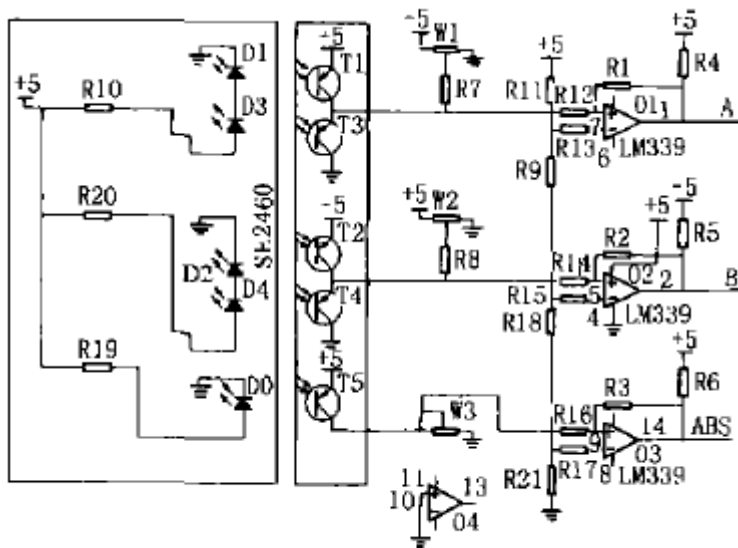 -5 W1 +5 +5
D1 +5 T1 R1 R4
+5 R10 R7 R11 R12 O1 1 A
D3 T3 7 R13 6 LM339
R9
R20 -5 +5 W2 +5 -5
T2 R2 R5
SE2460 R8 R14 O2 2 B
D2 D4 T4 R15 5 LM339
R18 4
R19 +5 +5
D0 T5 R3 R6
W3 R16 14 ABS
9 O3
R17 8 LM339
11 13 R21
10 O4